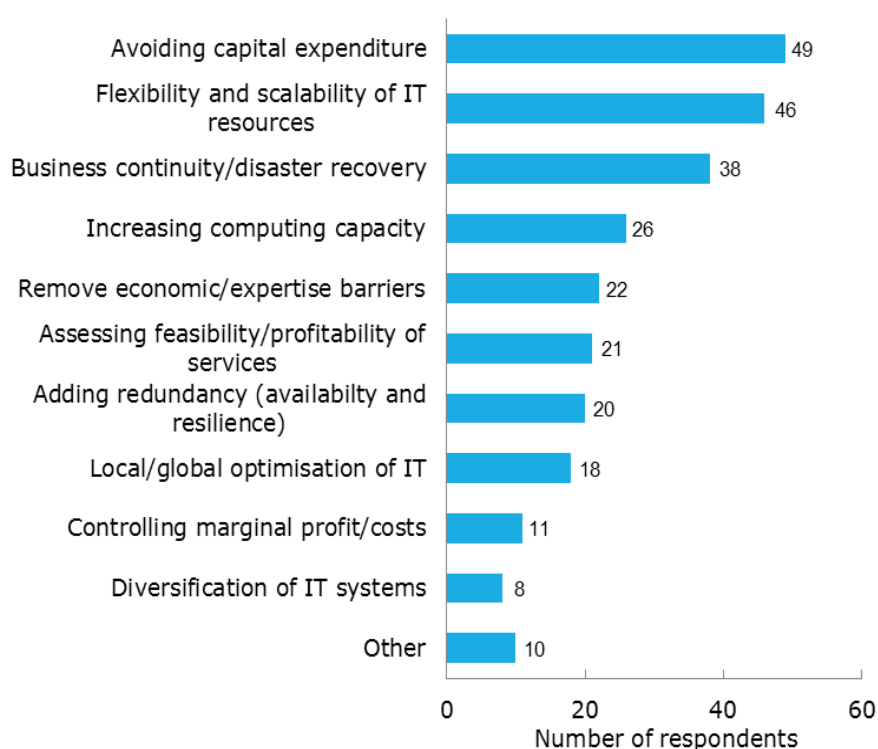 Avoiding capital expenditure
49
Flexibility and scalability of IT
resources
46
Business continuity/disaster recovery
38
Increasing computing capacity
26
Remove economic/expertise barriers
22
Assessing feasibility/profitability of
services
21
Adding redundancy (availabilty and
resilience)
20
Local/global optimisation of IT
18
Controlling marginal profit/costs
11
Diversification of IT systems
8
Other
10
0 20 40 60
Number of respondents